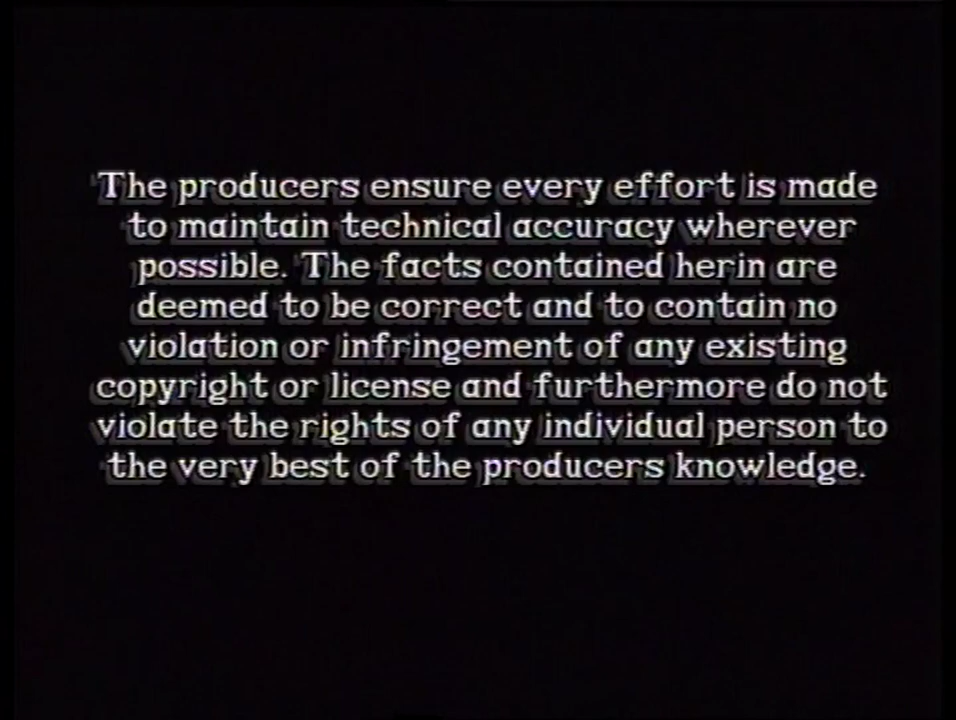 The producers ensure every effort is made
to maintain technical accuracy wherever
possible. The facts contained herin are
deemed to be correct and to contain no
violation or infringement of any existing
copyright or license and furthermore do not
violate the rights of any individual person to
the very best of the producers knowledge.